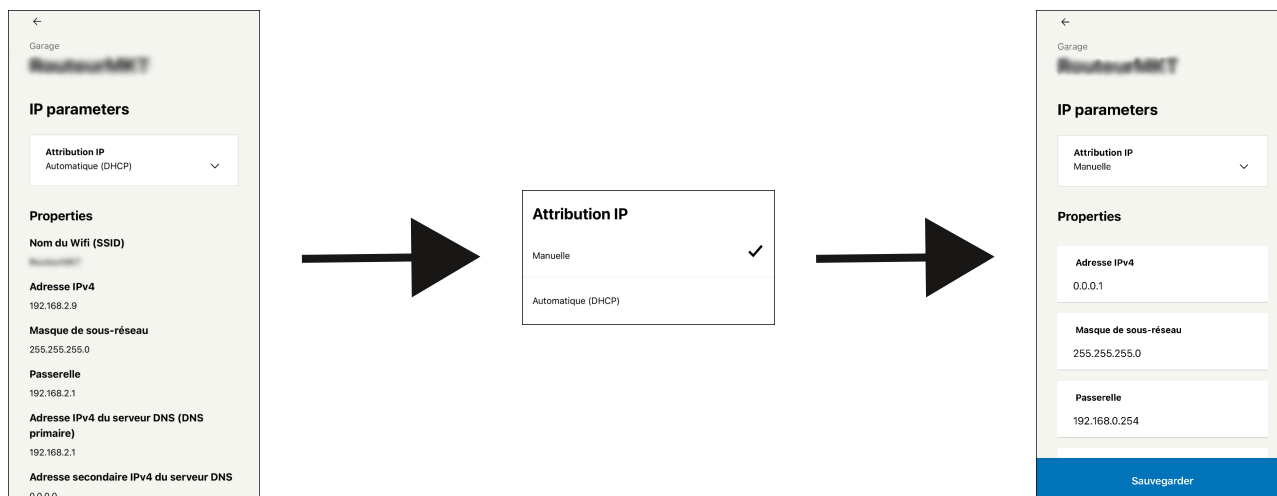 Garage
IP parameters
Attribution IP
Automatique (DHCP)
Properties
Nom du Wifi (SSID)
Adresse IPv4
192.168.2.9
Masque de sous-réseau
255.255.255.0
Passerelle
192.168.2.1
Adresse IPv4 du serveur DNS (DNS
primaire)
192.168.2.1
Adresse secondaire IPv4 du serveur DNS
0.0.0.0
Attribution IP
Manuelle
Automatique (DHCP)
Garage
IP parameters
Attribution IP
Manuelle
Properties
Adresse IPv4
0.0.0.1
Masque de sous-réseau
255.255.255.0
Passerelle
192.168.0.254
Sauvegarder